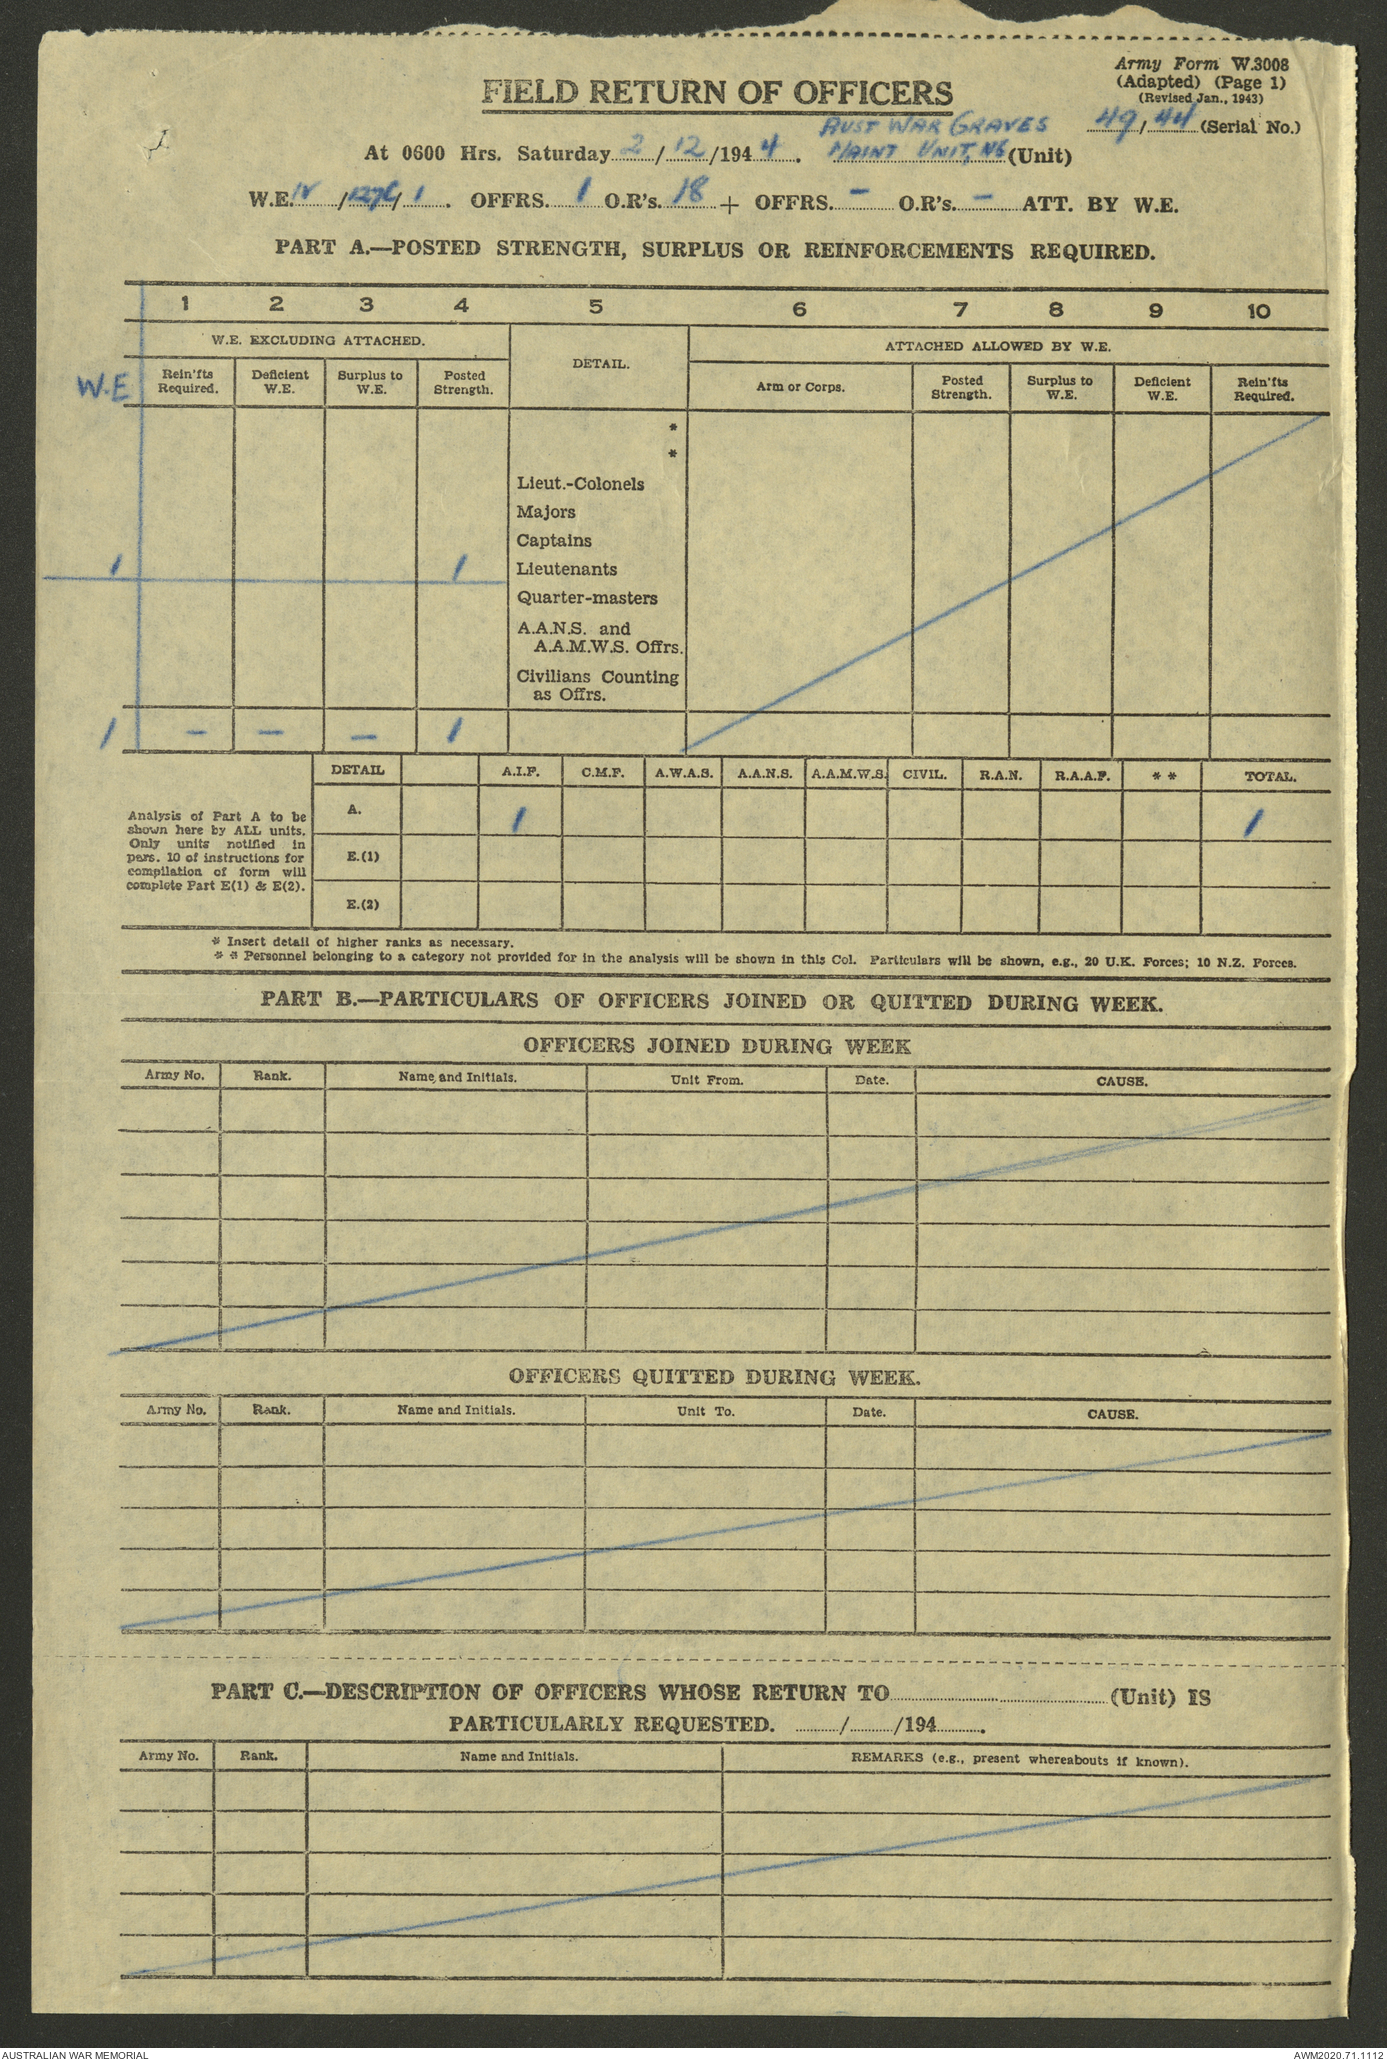 Army Form W.3008
(Adapted) (Page 1)
(Revised Jan., 1943)
FIELD RETURN OF OFFICERS
49/44 (Serial No.)
AUST WAR GRAVES
At 0600 Hrs. Saturday 2/12/1944. MAINT UNIT, NG (Unit)
W.E. IV/127C/1. OFFRS. 1 O.R's. 18 + OFFRS. – O.R's. – ATT. BY W.E.
PART A.—POSTED STRENGTH, SURPLUS OR REINFORCEMENTS REQUIRED.
1 2 3 4 5 6 7 8 9 10
W.E. EXCLUDING ATTACHED. DETAIL. ATTACHED ALLOWED BY W.E.
W.E Rein'fts Required. Deficient W.E. Surplus to W.E. Posted Strength. Arm or Corps. Posted Strength. Surplus to W.E. Deficient W.E. Rein'fts Required.
*
*
Lieut.-Colonels
Majors
Captains
1 1 Lieutenants
Quarter-masters
A.A.N.S. and
A.A.M.W.S. Offrs.
Civilians Counting
as Offrs.
1 – – – 1
DETAIL A.I.F. C.M.F. A.W.A.S. A.A.N.S. A.A.M.W.S. CIVIL. R.A.N. R.A.A.F. * * TOTAL.
Analysis of Part A to be
shown here by ALL units.
Only units notified in
pars. 10 of instructions for
compilation of form will
complete Part E(1) & E(2).
A. 1 1
E.(1)
E.(2)
* Insert detail of higher ranks as necessary.
* * Personnel belonging to a category not provided for in the analysis will be shown in this Col. Particulars will be shown, e.g., 20 U.K. Forces; 10 N.Z. Forces.
PART B.—PARTICULARS OF OFFICERS JOINED OR QUITTED DURING WEEK.
OFFICERS JOINED DURING WEEK
Army No. Rank. Name and Initials. Unit From. Date. CAUSE.
OFFICERS QUITTED DURING WEEK.
Army No. Rank. Name and Initials. Unit To. Date. CAUSE.
PART C.—DESCRIPTION OF OFFICERS WHOSE RETURN TO ........ (Unit) IS
PARTICULARLY REQUESTED. ......../......../194........
Army No. Rank. Name and Initials. REMARKS (e.g., present whereabouts if known).
AUSTRALIAN WAR MEMORIAL AWM2020.71.1112